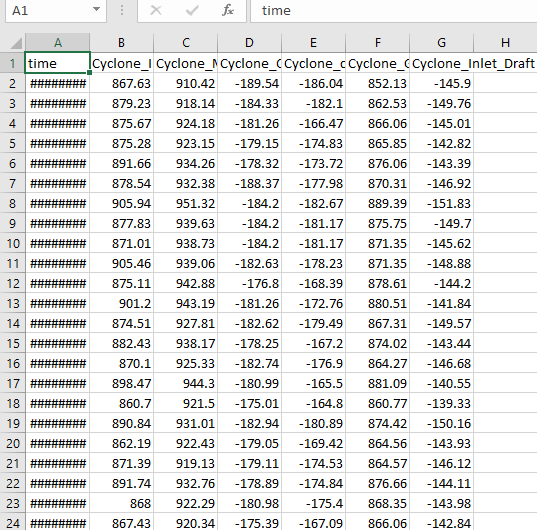 A1 fx time
A B C D E F G H
1 time Cyclone_I Cyclone_M Cyclone_G Cyclone_c Cyclone_G Cyclone_Inlet_Draft
2 ######## 867.63 910.42 -189.54 -186.04 852.13 -145.9
3 ######## 879.23 918.14 -184.33 -182.1 862.53 -149.76
4 ######## 875.67 924.18 -181.26 -166.47 866.06 -145.01
5 ######## 875.28 923.15 -179.15 -174.83 865.85 -142.82
6 ######## 891.66 934.26 -178.32 -173.72 876.06 -143.39
7 ######## 878.54 932.38 -188.37 -177.98 870.31 -146.92
8 ######## 905.94 951.32 -184.2 -182.67 889.39 -151.83
9 ######## 877.83 939.63 -184.2 -181.17 875.75 -149.7
10 ######## 871.01 938.73 -184.2 -181.17 871.35 -145.62
11 ######## 905.46 939.06 -182.63 -178.23 871.35 -148.88
12 ######## 875.11 942.88 -176.8 -168.39 878.61 -144.2
13 ######## 901.2 943.19 -181.26 -172.76 880.51 -141.84
14 ######## 874.51 927.81 -182.62 -179.49 867.31 -149.57
15 ######## 882.43 938.17 -178.25 -167.2 874.02 -143.44
16 ######## 870.1 925.33 -182.74 -176.9 864.27 -146.68
17 ######## 898.47 944.3 -180.99 -165.5 881.09 -140.55
18 ######## 860.7 921.5 -175.01 -164.8 860.77 -139.33
19 ######## 890.84 931.01 -182.94 -180.89 874.42 -150.16
20 ######## 862.19 922.43 -179.05 -169.42 864.56 -143.93
21 ######## 871.39 919.13 -179.11 -174.53 864.57 -146.12
22 ######## 891.74 932.76 -178.89 -174.84 876.66 -144.11
23 ######## 868 922.29 -180.98 -175.4 868.35 -143.98
24 ######## 867.43 920.34 -175.39 -167.09 866.06 -142.84